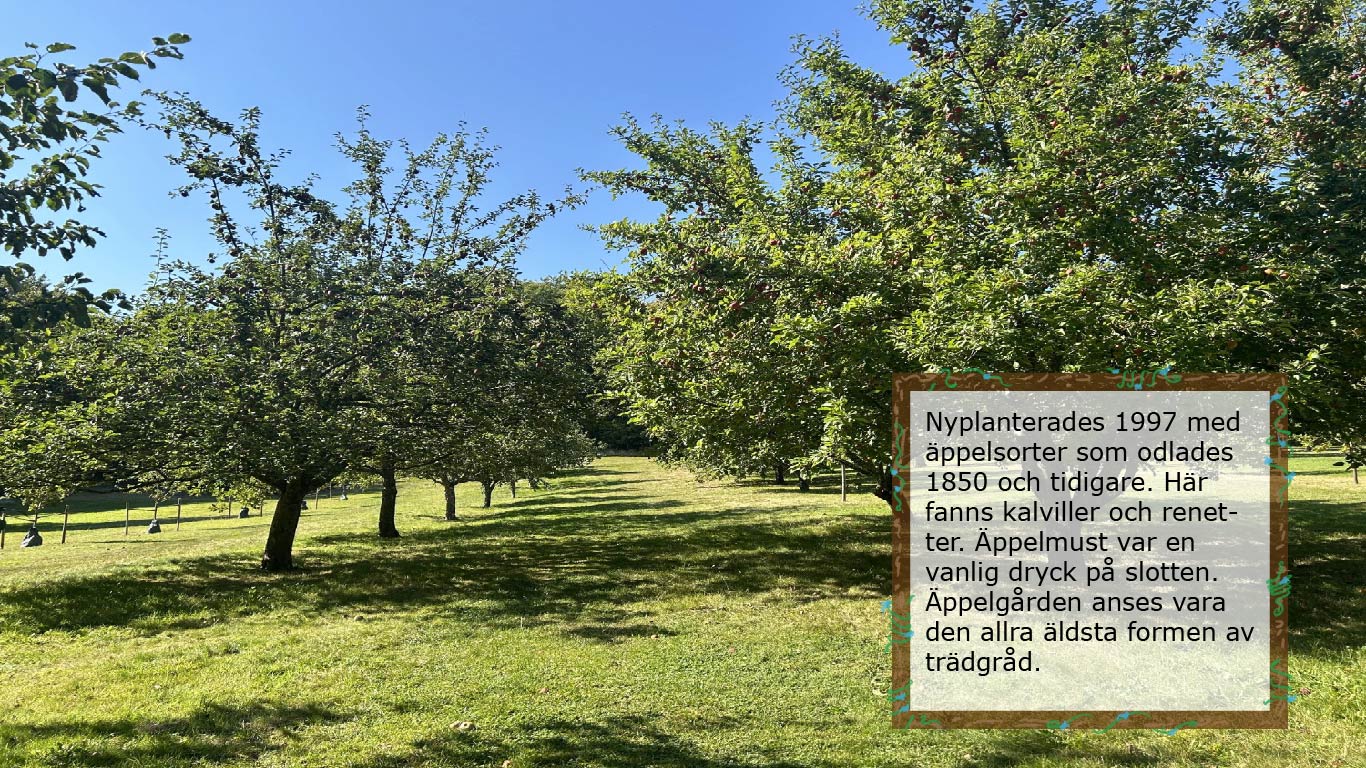 Nyplanterades 1997 med
äppelsorter som odlades
1850 och tidigare. Här
fanns kalviller och renet-
ter. Äppelmust var en
vanlig dryck på slotten.
Äppelgården anses vara
den allra äldsta formen av
trädgråd.